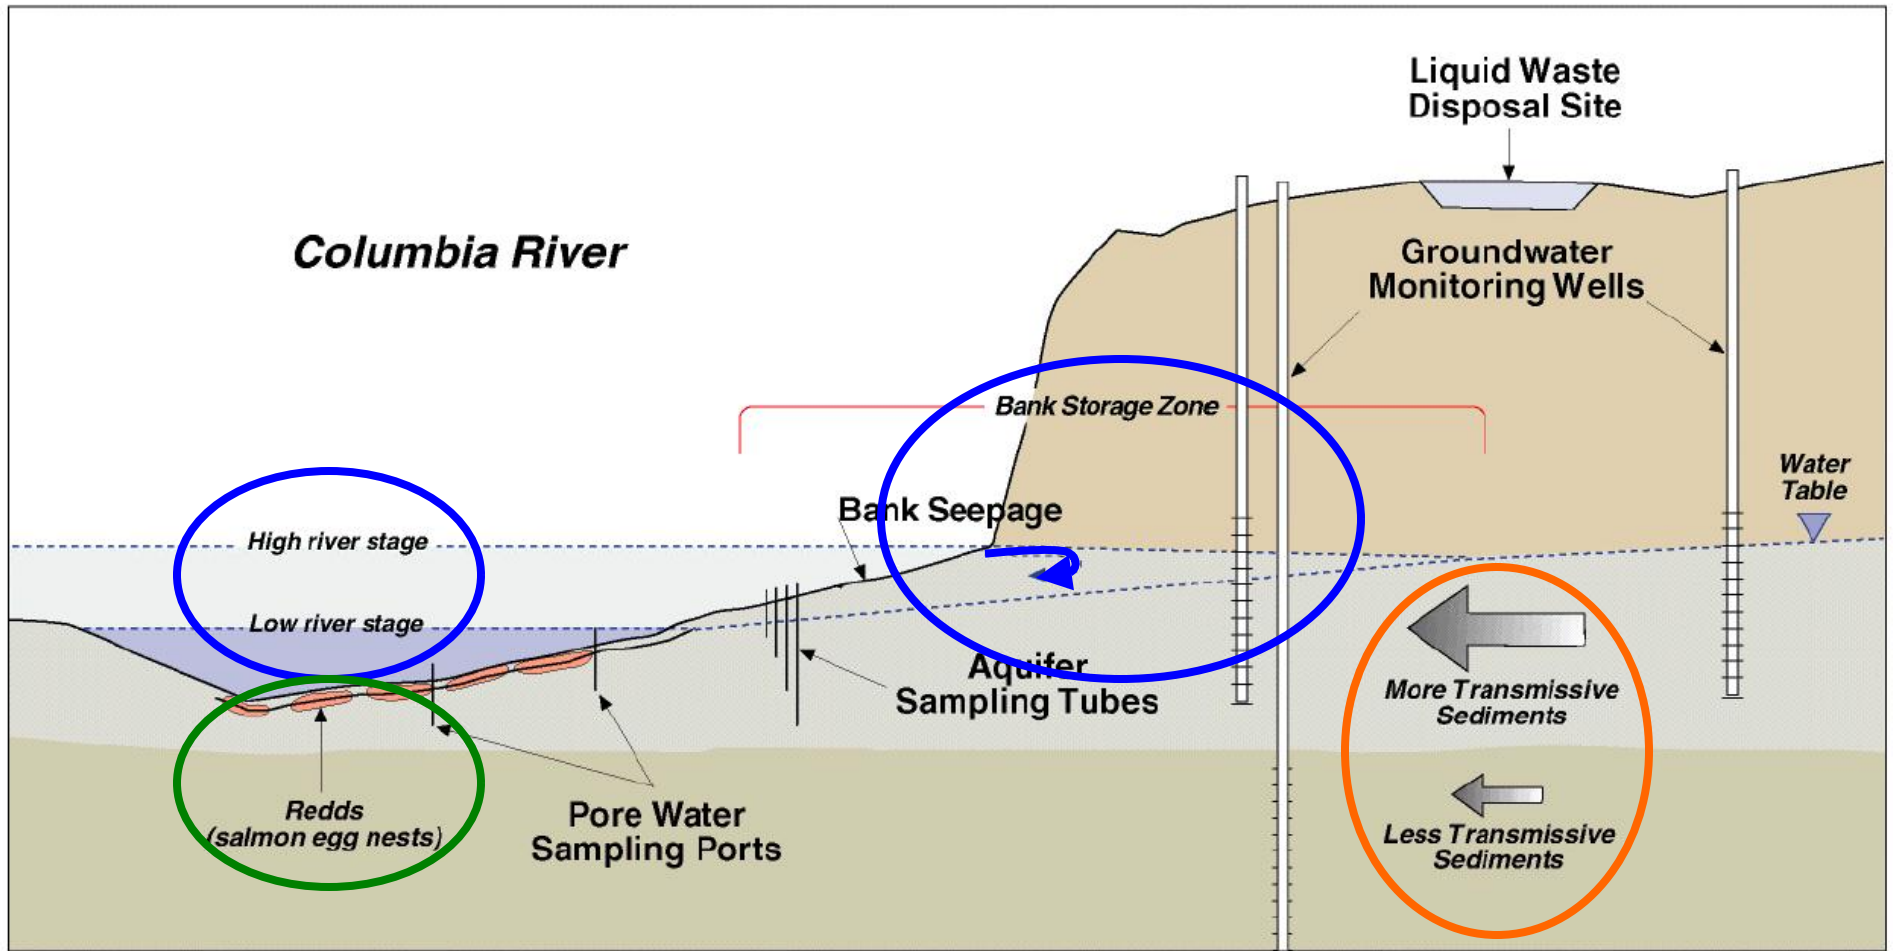 Liquid Waste
Disposal Site
Columbia River
Groundwater
Monitoring Wells
Bank Storage Zone
Water
Table
Bank Seepage
High river stage
Low river stage
Aquifer
Sampling Tubes
More Transmissive
Sediments
Redds
(salmon egg nests)
Pore Water
Sampling Ports
Less Transmissive
Sediments